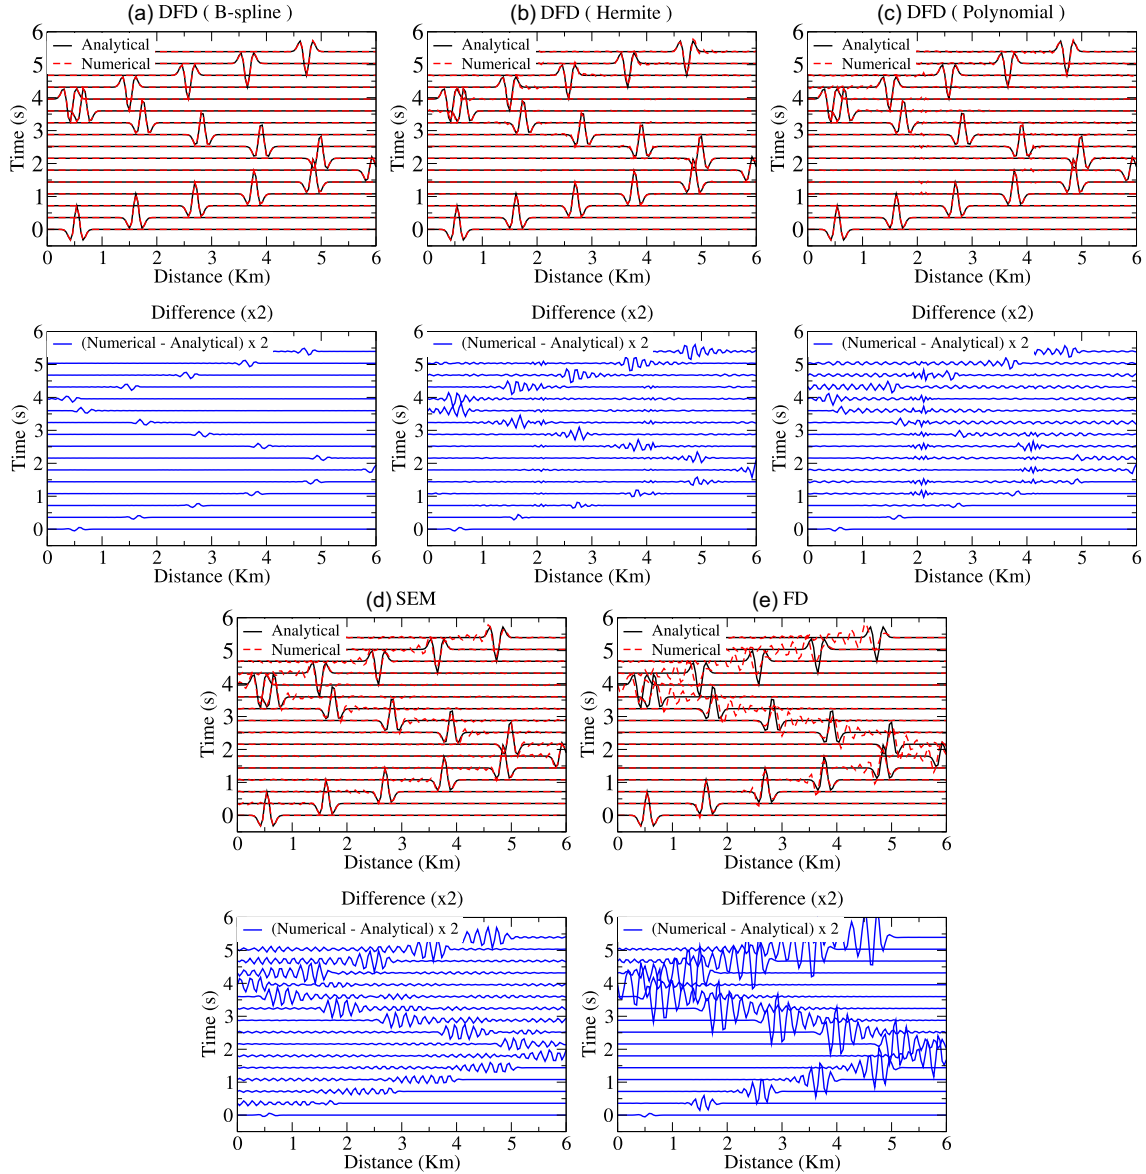 (a) DFD ( B-spline )
Analytical
Numerical
Time (s)
6
5
4
3
2
1
0
0 1 2 3 4 5 6
Distance (Km)
(b) DFD ( Hermite )
Analytical
Numerical
Time (s)
6
5
4
3
2
1
0
0 1 2 3 4 5 6
Distance (Km)
(c) DFD ( Polynomial )
Analytical
Numerical
Time (s)
6
5
4
3
2
1
0
0 1 2 3 4 5 6
Distance (Km)
Difference (x2)
(Numerical - Analytical) x 2
Time (s)
6
5
4
3
2
1
0
0 1 2 3 4 5 6
Distance (Km)
Difference (x2)
(Numerical - Analytical) x 2
Time (s)
6
5
4
3
2
1
0
0 1 2 3 4 5 6
Distance (Km)
Difference (x2)
(Numerical - Analytical) x 2
Time (s)
6
5
4
3
2
1
0
0 1 2 3 4 5 6
Distance (Km)
(d) SEM
Analytical
Numerical
Time (s)
6
5
4
3
2
1
0
0 1 2 3 4 5 6
Distance (Km)
(e) FD
Analytical
Numerical
Time (s)
6
5
4
3
2
1
0
0 1 2 3 4 5 6
Distance (Km)
Difference (x2)
(Numerical - Analytical) x 2
Time (s)
6
5
4
3
2
1
0
0 1 2 3 4 5 6
Distance (Km)
Difference (x2)
(Numerical - Analytical) x 2
Time (s)
6
5
4
3
2
1
0
0 1 2 3 4 5 6
Distance (Km)